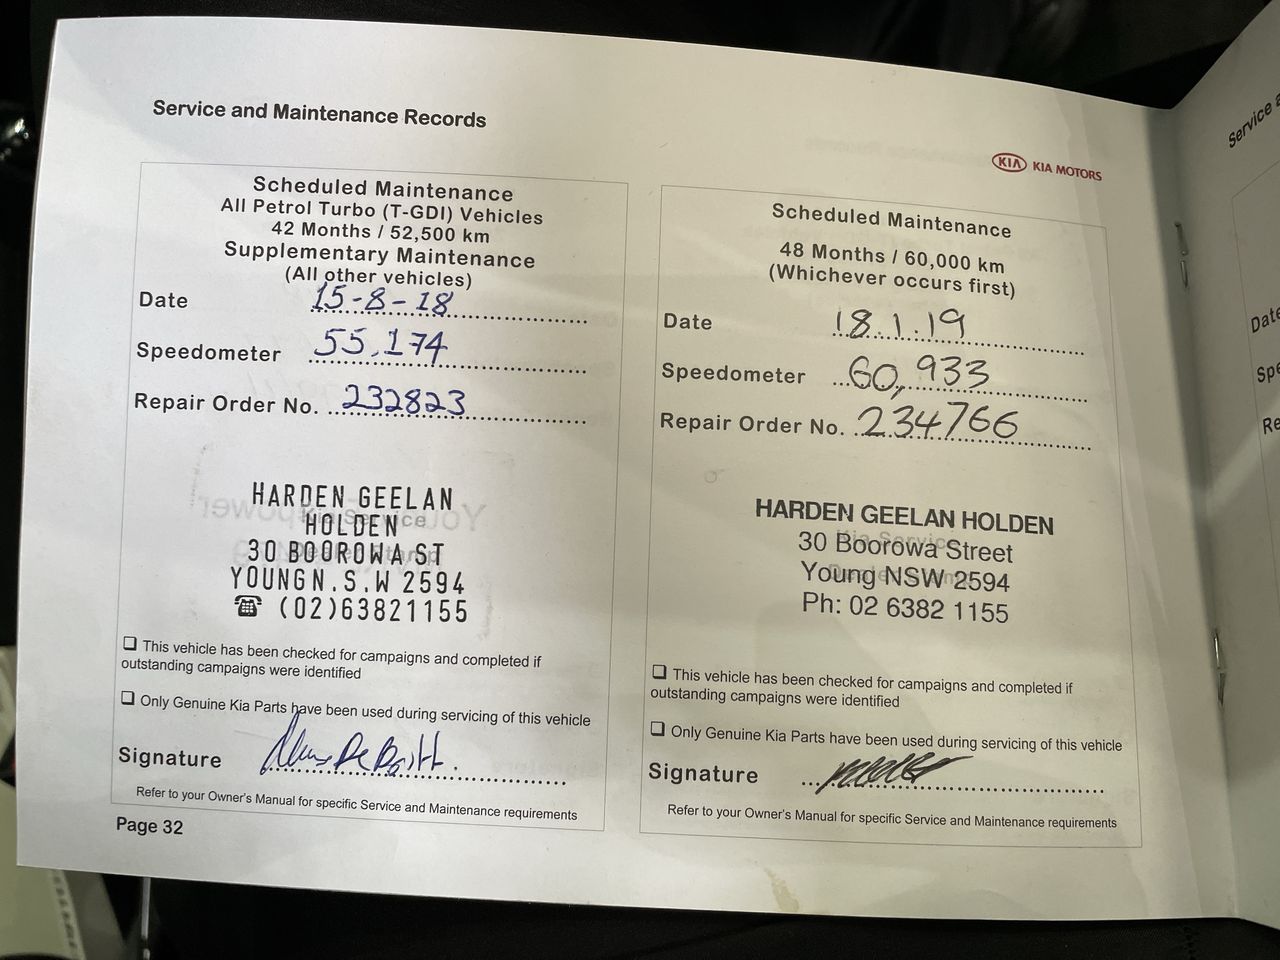 Service and Maintenance Records
KIA KIA MOTORS
Scheduled Maintenance
All Petrol Turbo (T-GDI) Vehicles
42 Months / 52,500 km
Supplementary Maintenance
(All other vehicles)
Date 15-8-18
Speedometer 55,174
Repair Order No. 232823
HARDEN GEELAN
HOLDEN
30 BOOROWA ST
YOUNG N.S.W 2594
☎ (02)63821155
❑ This vehicle has been checked for campaigns and completed if
outstanding campaigns were identified
❑ Only Genuine Kia Parts have been used during servicing of this vehicle
Signature
Refer to your Owner's Manual for specific Service and Maintenance requirements
Page 32
Scheduled Maintenance
48 Months / 60,000 km
(Whichever occurs first)
Date 18.1.19
Speedometer 60,933
Repair Order No. 234766
HARDEN GEELAN HOLDEN
30 Boorowa Street
Young NSW 2594
Ph: 02 6382 1155
❑ This vehicle has been checked for campaigns and completed if
outstanding campaigns were identified
❑ Only Genuine Kia Parts have been used during servicing of this vehicle
Signature
Refer to your Owner's Manual for specific Service and Maintenance requirements
Service
Date